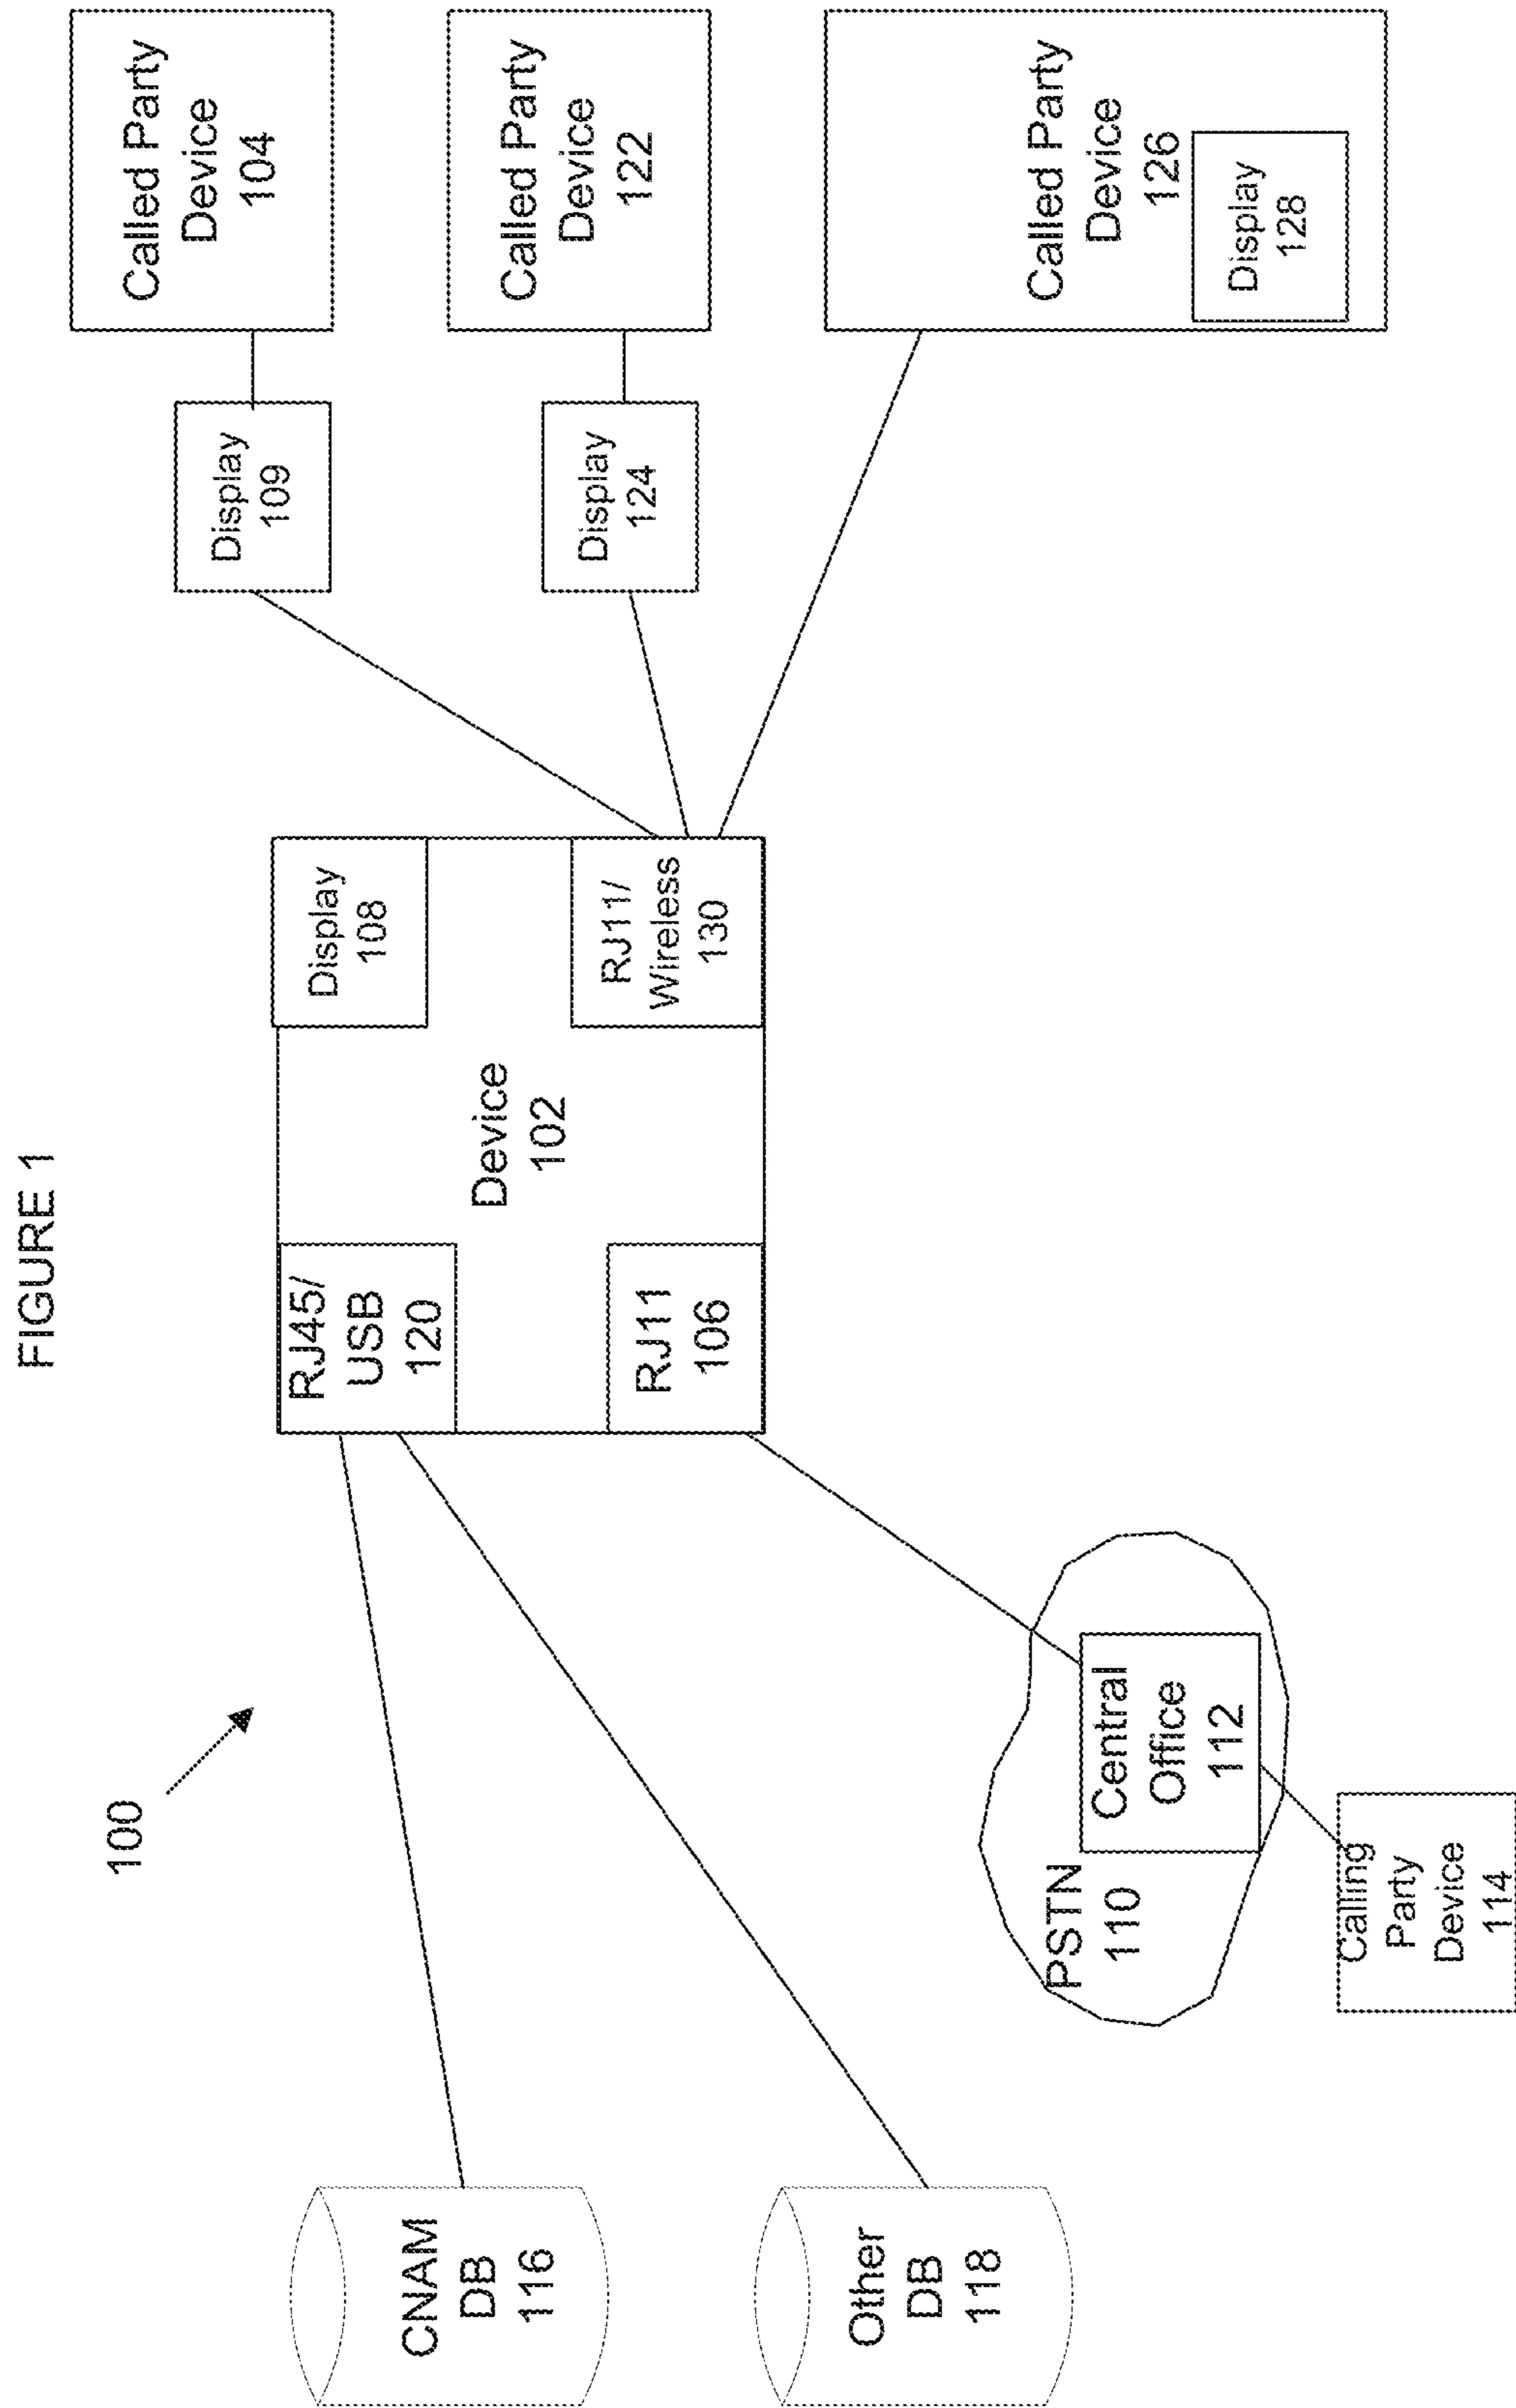 FIGURE 1
100
CNAM
DB
116
Other
DB
118
PSTN
110
Central
Office
112
Calling
Party
Device
114
RJ45/
USB
120
RJ11
106
Device
102
Display
108
RJ11/
Wireless
130
Display
109
Display
124
Called Party
Device
104
Called Party
Device
122
Called Party
Device
126
Display
128